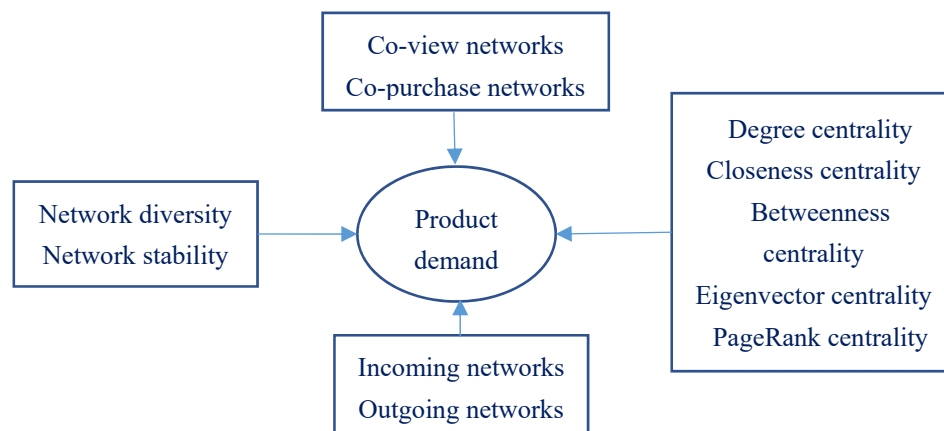 Co-view networks
Co-purchase networks
Network diversity
Network stability
Product
demand
Degree centrality
Closeness centrality
Betweenness
centrality
Eigenvector centrality
PageRank centrality
Incoming networks
Outgoing networks